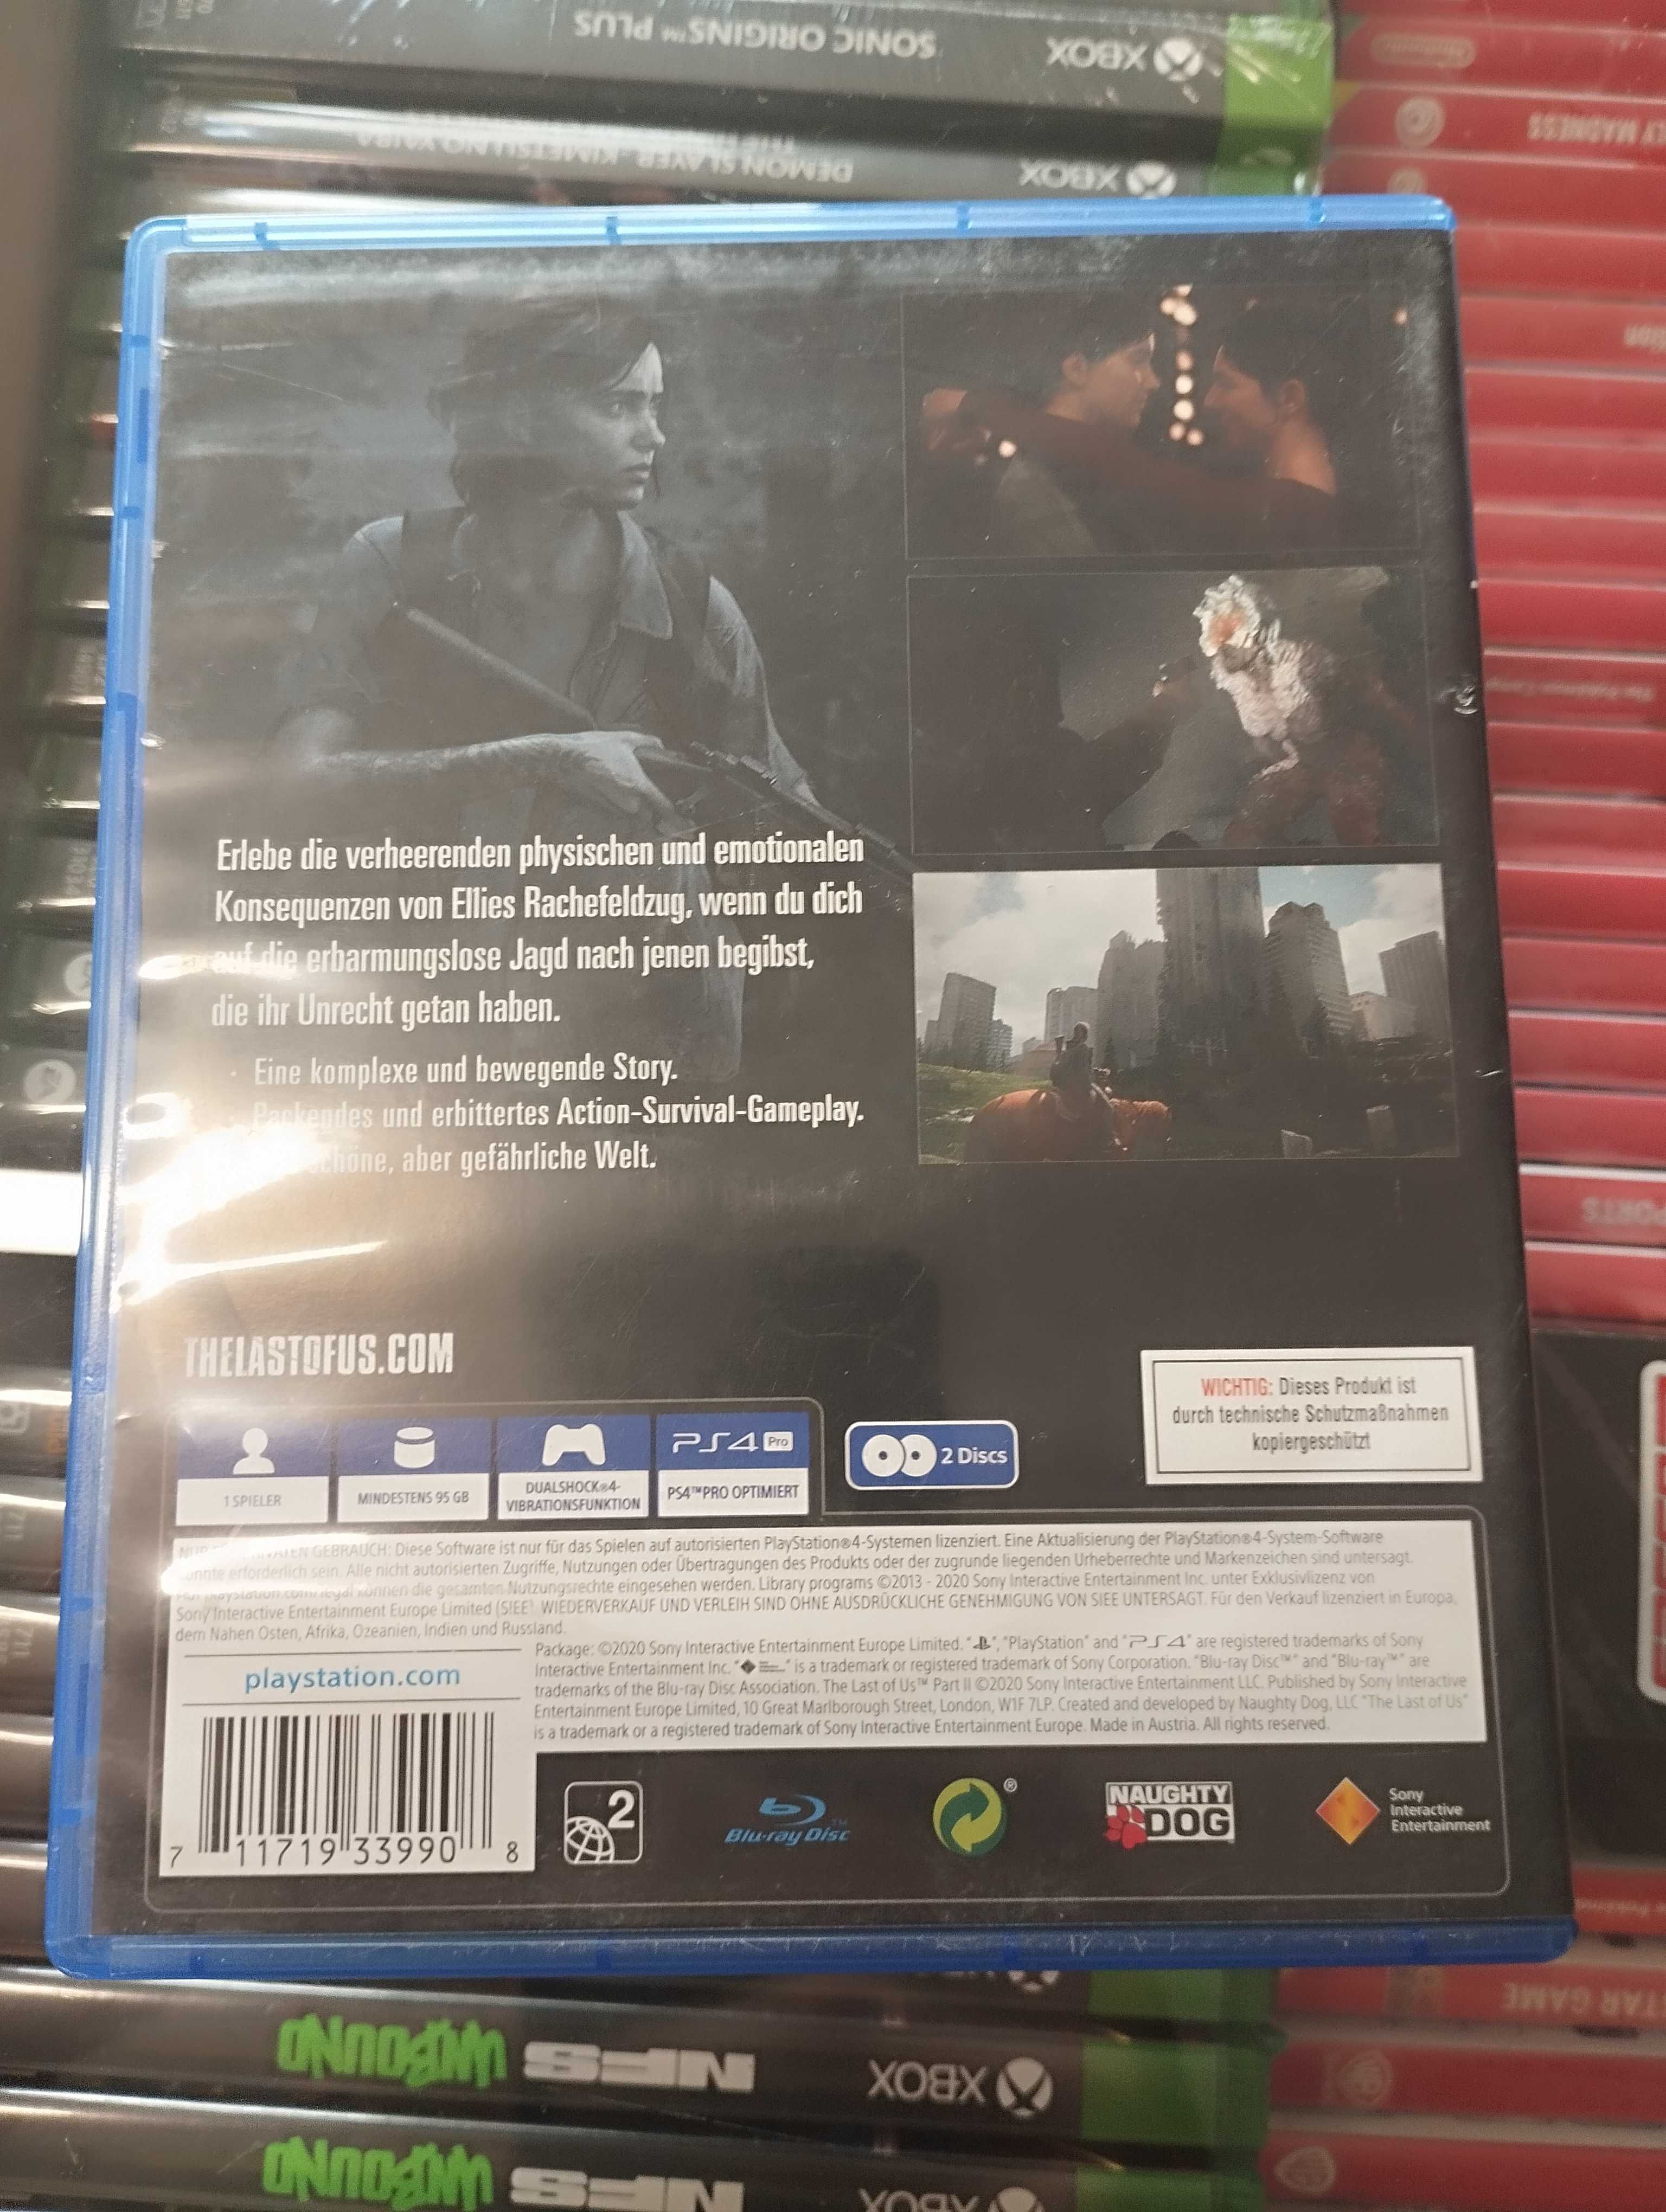 SONIC ORIGINS™ PLUS
XBOX
DEMON SLAYER -KIMETSU NO YAIBA-
XBOX
MADNESS
Erlebe die verheerenden physischen und emotionalen
Konsequenzen von Ellies Rachefeldzug, wenn du dich
auf die erbarmungslose Jagd nach jenen begibst,
die ihr Unrecht getan haben.
· Eine komplexe und bewegende Story.
Packendes und erbittertes Action-Survival-Gameplay.
aber gefährliche Welt.
THELASTOFUS.COM
1 SPIELER
MINDESTENS 95 GB
DUALSHOCK®4-
VIBRATIONSFUNKTION
PS4 Pro
PS4™PRO OPTIMIERT
2 Discs
WICHTIG: Dieses Produkt ist
durch technische Schutzmaßnahmen
kopiergeschützt
GEBRAUCH: Diese Software ist nur für das Spielen auf autorisierten PlayStation®4-Systemen lizenziert. Eine Aktualisierung der PlayStation®4-System-Software
könnte erforderlich sein. Alle nicht autorisierten Zugriffe, Nutzungen oder Übertragungen des Produkts oder der zugrunde liegenden Urheberrechte und Markenzeichen sind untersagt.
können die gesamten Nutzungsrechte eingesehen werden. Library programs ©2013 - 2020 Sony Interactive Entertainment Inc. unter Exklusivlizenz von
Sony Interactive Entertainment Europe Limited (SIEE). WIEDERVERKAUF UND VERLEIH SIND OHNE AUSDRÜCKLICHE GENEHMIGUNG VON SIEE UNTERSAGT. Für den Verkauf lizenziert in Europa,
dem Nahen Osten, Afrika, Ozeanien, Indien und Russland.
Package: ©2020 Sony Interactive Entertainment Europe Limited. " ", "PlayStation" and "PS4" are registered trademarks of Sony
Interactive Entertainment Inc. " " is a trademark or registered trademark of Sony Corporation. "Blu-ray Disc™" and "Blu-ray™" are
trademarks of the Blu-ray Disc Association. The Last of Us™ Part II ©2020 Sony Interactive Entertainment LLC. Published by Sony Interactive
Entertainment Europe Limited, 10 Great Marlborough Street, London, W1F 7LP. Created and developed by Naughty Dog, LLC "The Last of Us"
is a trademark or a registered trademark of Sony Interactive Entertainment Europe. Made in Austria. All rights reserved.
playstation.com
7 11719 33990 8
2
Blu-ray Disc™
®
NAUGHTY
DOG
Sony
Interactive
Entertainment
STAR GAME
NFS UNBOUND
XBOX
NFS UNBOUND
XBOX